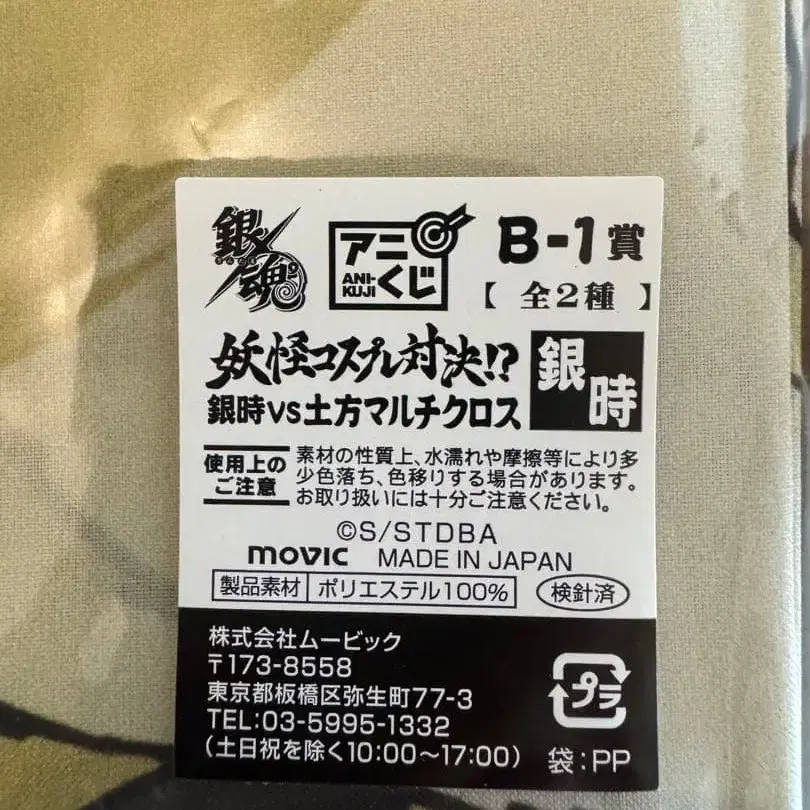 銀魂
アニくじ
ANI-KUJI
B-1賞
【 全2種 】
妖怪コスプレ対決!?
銀時vs土方マルチクロス
銀時
使用上の
ご注意
素材の性質上、水濡れや摩擦等により多
少色落ち、色移りする場合があります。
お取り扱いには十分ご注意ください。
©S/STDBA
movic MADE IN JAPAN
製品素材 ポリエステル100% 検針済
株式会社ムービック
〒173-8558
東京都板橋区弥生町77-3
TEL:03-5995-1332
(土日祝を除く10:00～17:00)
プラ
袋:PP